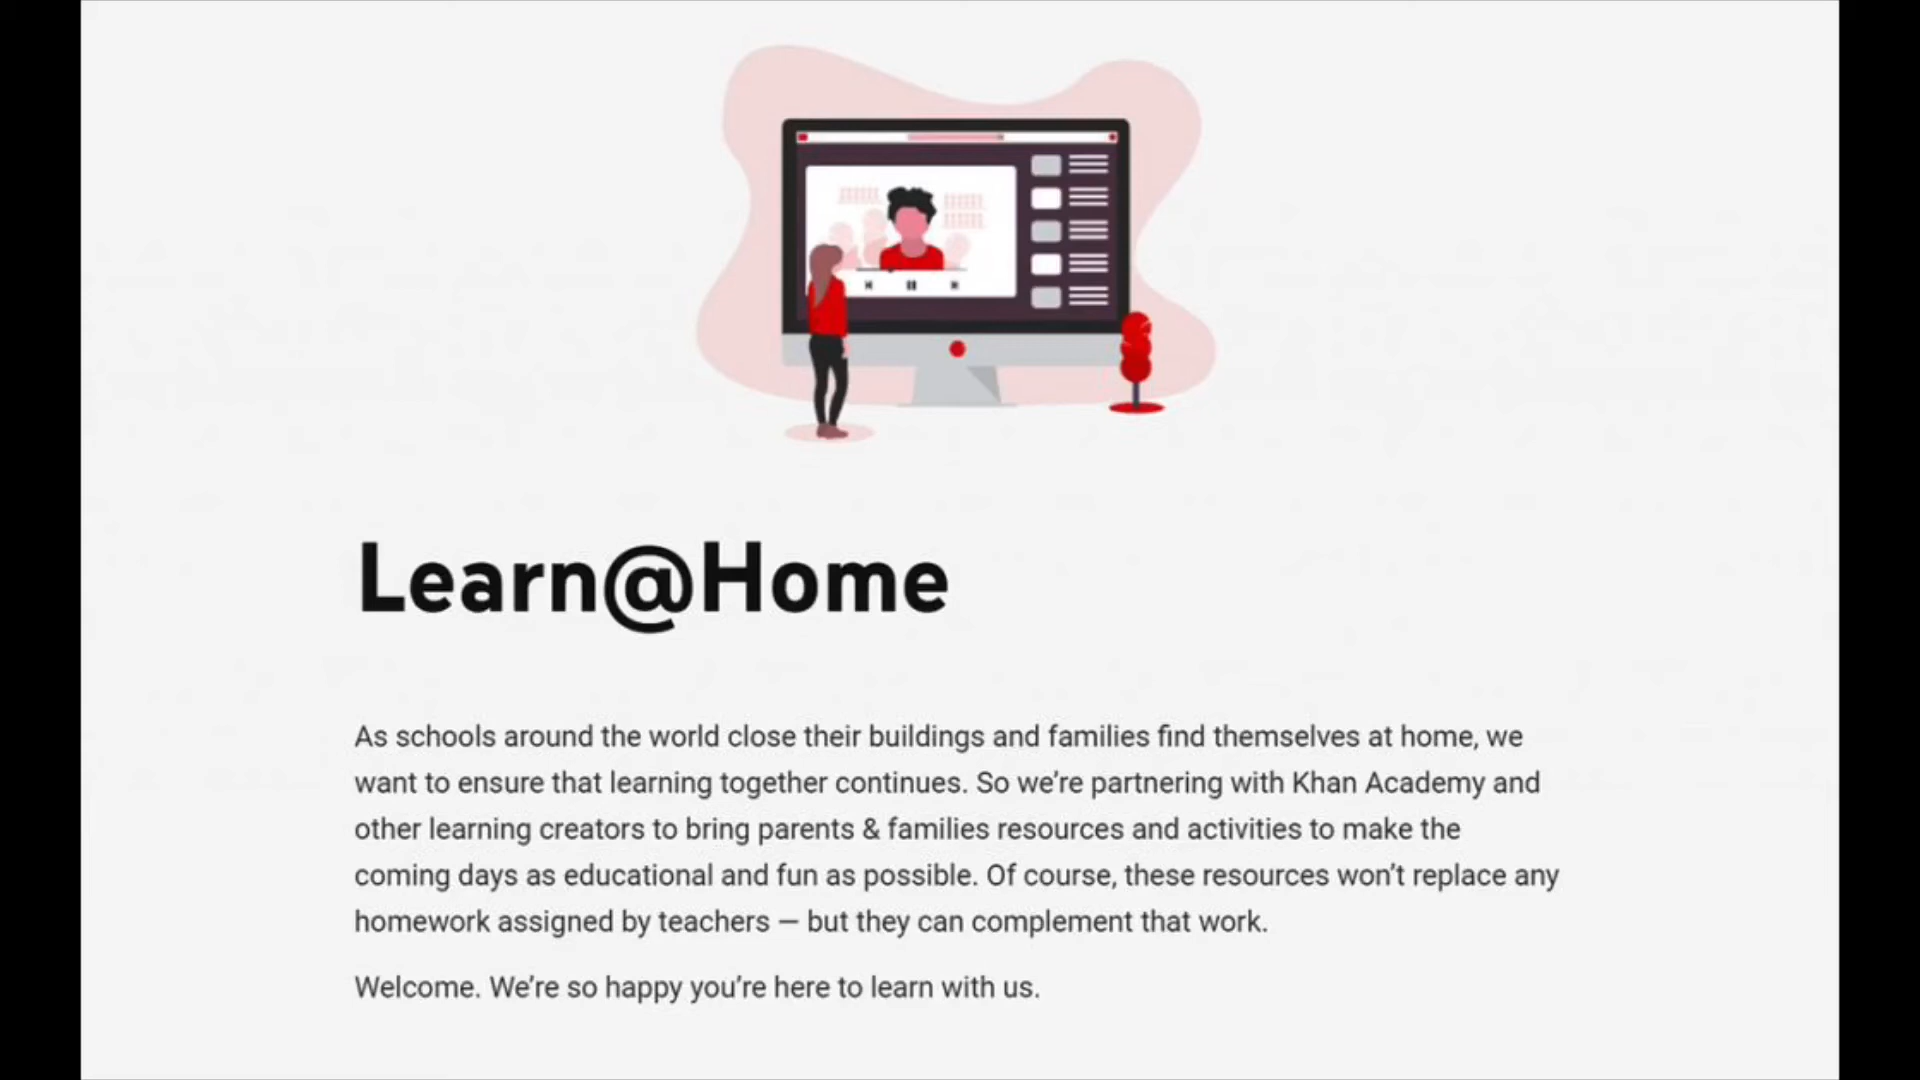 Learn@Home
As schools around the world close their buildings and families find themselves at home, we
want to ensure that learning together continues. So we’re partnering with Khan Academy and
other learning creators to bring parents & families resources and activities to make the
coming days as educational and fun as possible. Of course, these resources won’t replace any
homework assigned by teachers — but they can complement that work.
Welcome. We’re so happy you’re here to learn with us.